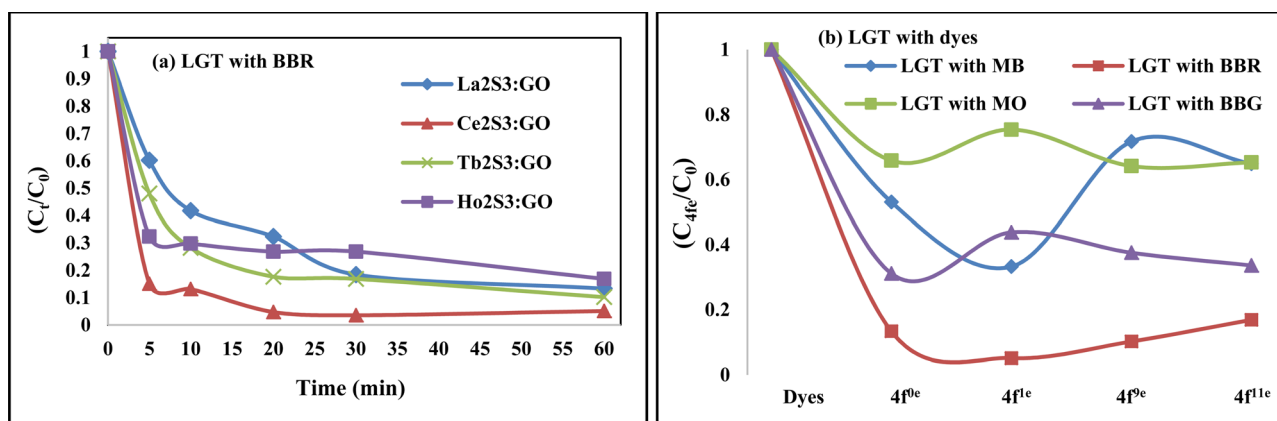 (a) LGT with BBR
La2S3:GO
Ce2S3:GO
Tb2S3:GO
Ho2S3:GO
1
0.9
0.8
0.7
0.6
0.5
0.4
0.3
0.2
0.1
0
((Cₜ/C₀)
0 5 10 15 20 25 30 35 40 45 50 55 60
Time (min)
(b) LGT with dyes
LGT with MB
LGT with BBR
LGT with MO
LGT with BBG
1
0.8
0.6
0.4
0.2
0
(C₄fe/C₀)
Dyes 4f⁰ᵉ 4f¹ᵉ 4f⁹ᵉ 4f¹¹ᵉ